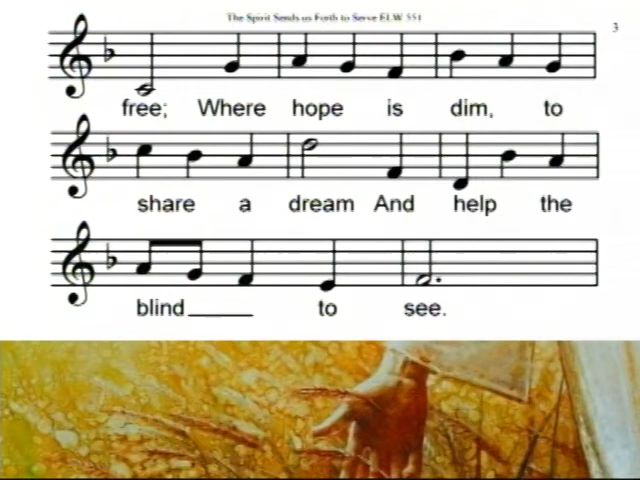 The Spirit Sends us Forth to Serve ELW 551
3
free; Where hope is dim, to
share a dream And help the
blind_____ to see.